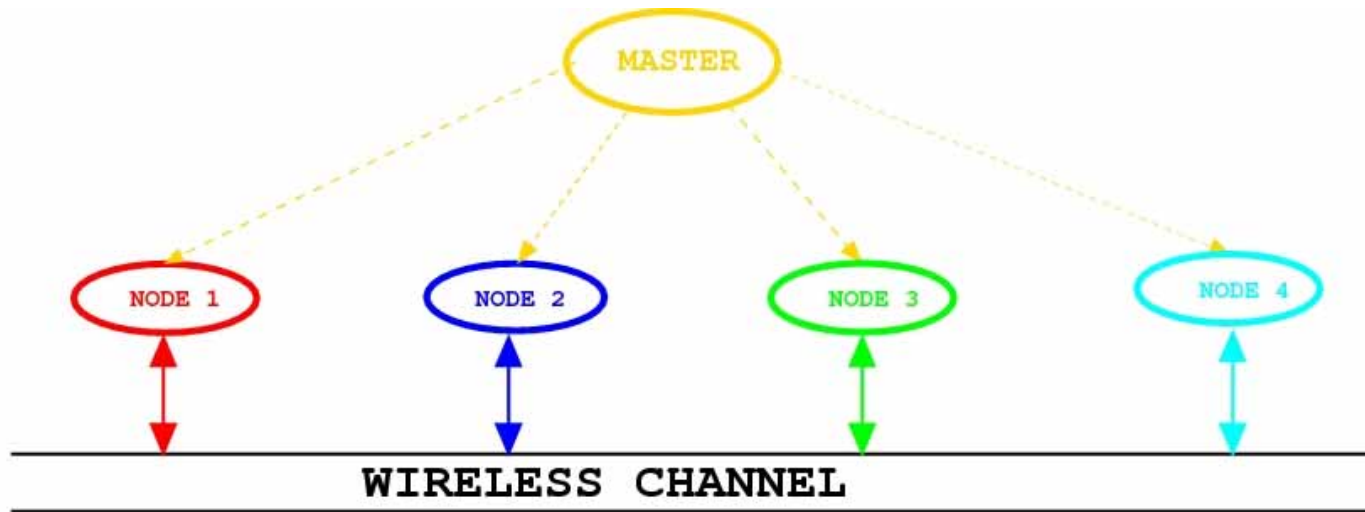 MASTER
NODE 1
NODE 2
NODE 3
NODE 4
WIRELESS CHANNEL